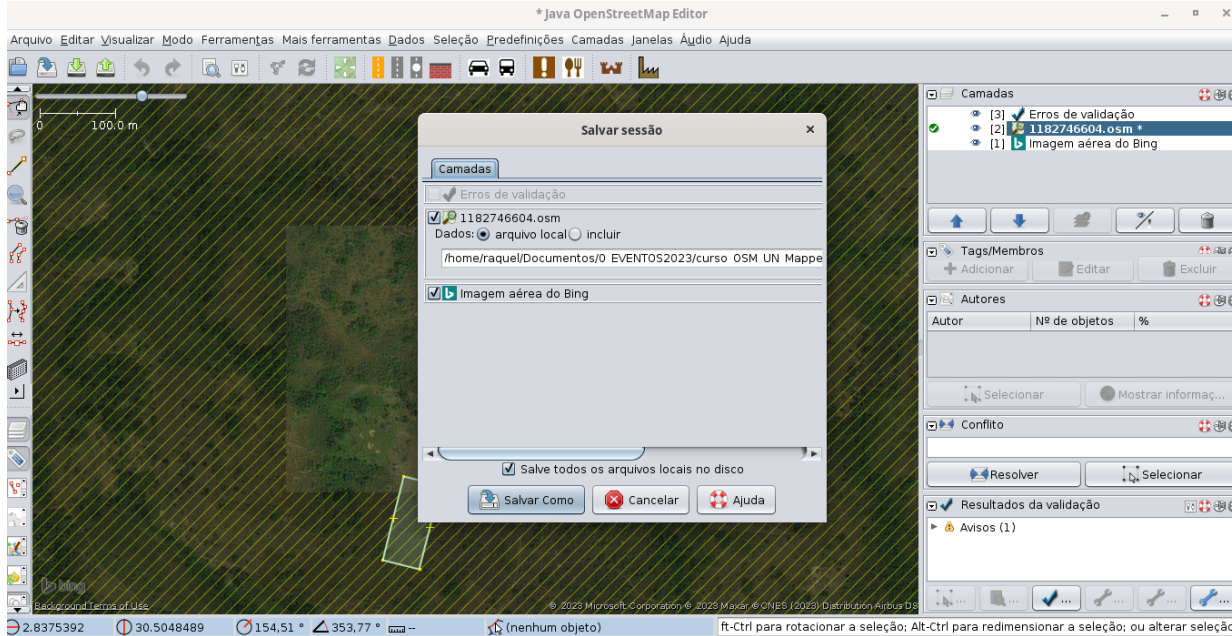 * Java OpenStreetMap Editor
Arquivo Editar Visualizar Modo Ferramentas Mais ferramentas Dados Seleção Predefinições Camadas Janelas Áudio Ajuda
0 100.0 m
Salvar sessão
Camadas
Erros de validação
1182746604.osm
Dados: arquivo local incluir
/home/raquel/Documentos/0_EVENTOS2023/curso_OSM_UN_Mappe
Imagem aérea do Bing
Salve todos os arquivos locais no disco
Salvar Como Cancelar Ajuda
bing
Background Terms of Use
© 2023 Microsoft Corporation © 2023 Maxar © CNES (2023) Distribution Airbus DS
Camadas
[3] Erros de validação
[2] 1182746604.osm *
[1] Imagem aérea do Bing
Tags/Membros
Adicionar Editar Excluir
Autores
Autor Nº de objetos %
Selecionar Mostrar informaç...
Conflito
Resolver Selecionar
Resultados da validação
Avisos (1)
... ... ... ... ... ...
2.8375392 30.5048489 154,51 ° 353,77 ° -- (nenhum objeto) ft-Ctrl para rotacionar a seleção; Alt-Ctrl para redimensionar a seleção; ou alterar seleção